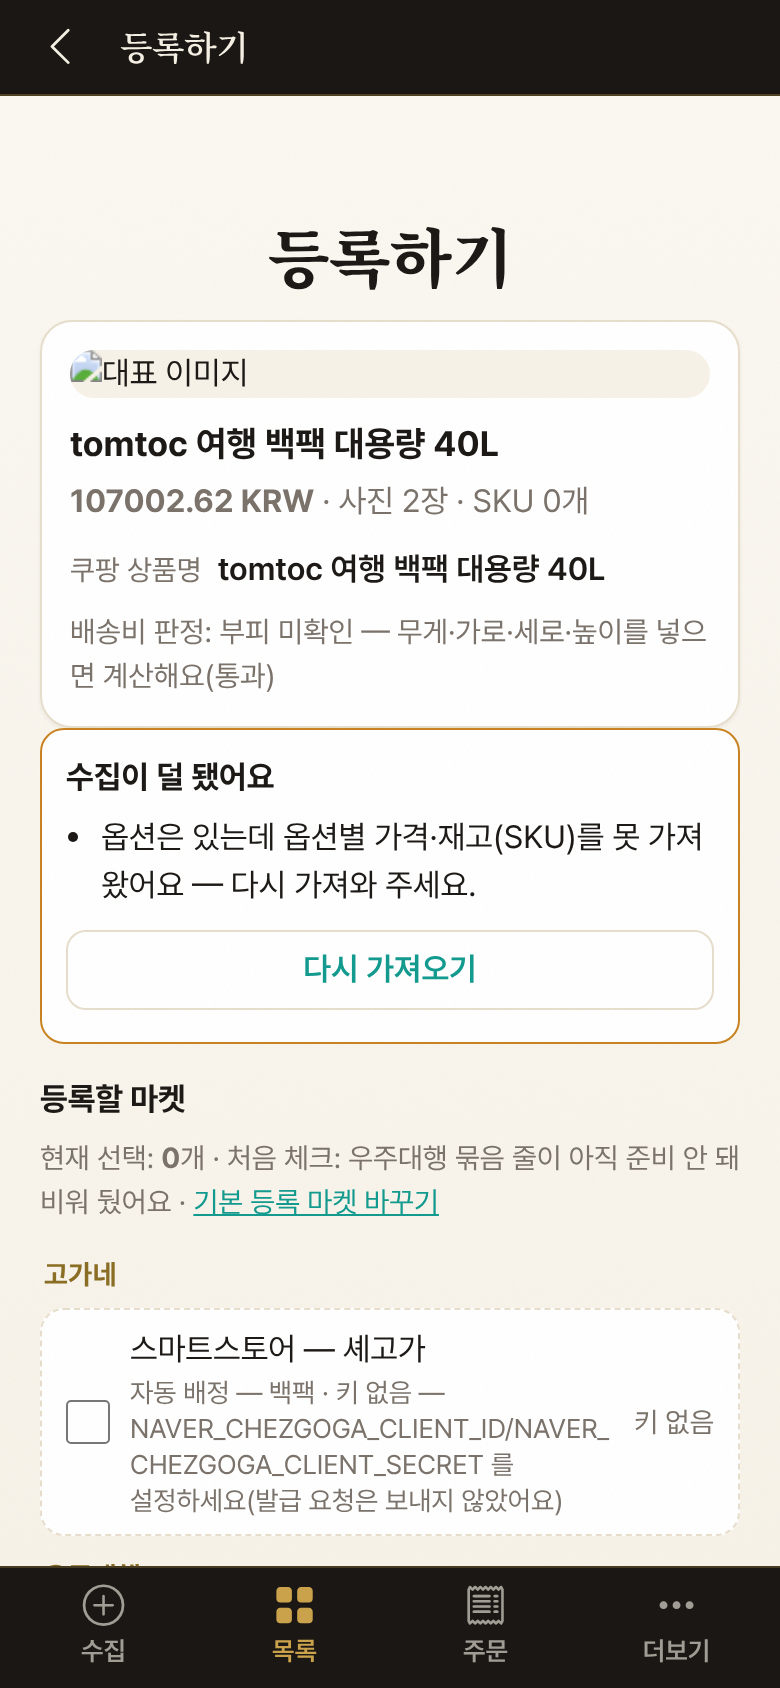 등록하기
등록하기
대표 이미지
tomtoc 여행 백팩 대용량 40L
107002.62 KRW · 사진 2장 · SKU 0개
쿠팡 상품명 tomtoc 여행 백팩 대용량 40L
배송비 판정: 부피 미확인 — 무게·가로·세로·높이를 넣으
면 계산해요(통과)
수집이 덜 됐어요
• 옵션은 있는데 옵션별 가격·재고(SKU)를 못 가져
왔어요 — 다시 가져와 주세요.
다시 가져오기
등록할 마켓
현재 선택: 0개 · 처음 체크: 우주대행 묶음 줄이 아직 준비 안 돼
비워 뒀어요 · 기본 등록 마켓 바꾸기
고가네
스마트스토어 — 셰고가
자동 배정 — 백팩 · 키 없음 —
NAVER_CHEZGOGA_CLIENT_ID/NAVER_
CHEZGOGA_CLIENT_SECRET 를
설정하세요(발급 요청은 보내지 않았어요)
키 없음
수집
목록
주문
더보기